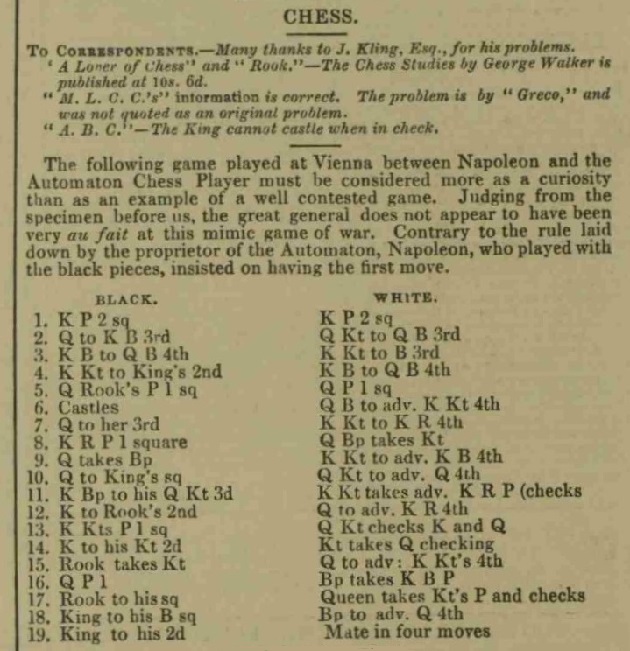 CHESS.
To Correspondents.—Many thanks to J. Kling, Esq., for his problems.
' A Lover of Chess" and "Rook."—The Chess Studies by George Walker is
published at 10s. 6d.
"M. L. C. C.'s" information is correct. The problem is by "Greco," and
was not quoted as an original problem.
"A. B. C."—The King cannot castle when in check.
The following game played at Vienna between Napoleon and the
Automaton Chess Player must be considered more as a curiosity
than as an example of a well contested game. Judging from the
specimen before us, the great general does not appear to have been
very au fait at this mimic game of war. Contrary to the rule laid
down by the proprietor of the Automaton, Napoleon, who played with
the black pieces, insisted on having the first move.
BLACK. WHITE.
1. K P 2 sq K P 2 sq
2. Q to K B 3rd Q Kt to Q B 3rd
3. K B to Q B 4th K Kt to B 3rd
4. K Kt to King's 2nd K B to Q B 4th
5. Q Rook's P 1 sq Q P 1 sq
6. Castles Q B to adv. K Kt 4th
7. Q to her 3rd K Kt to K R 4th
8. K R P 1 square Q Bp takes Kt
9. Q takes Bp K Kt to adv. K B 4th
10. Q to King's sq Q Kt to adv. Q 4th
11. K Bp to his Q Kt 3d K Kt takes adv. K R P (checks
12. K to Rook's 2nd Q to adv. K R 4th
13. K Kts P 1 sq Q Kt checks K and Q
14. K to his Kt 2d Kt takes Q checking
15. Rook takes Kt Q to adv: K Kt's 4th
16. Q P 1 Bp takes K B P
17. Rook to his sq Queen takes Kt's P and checks
18. King to his B sq Bp to adv. Q 4th
19. King to his 2d Mate in four moves